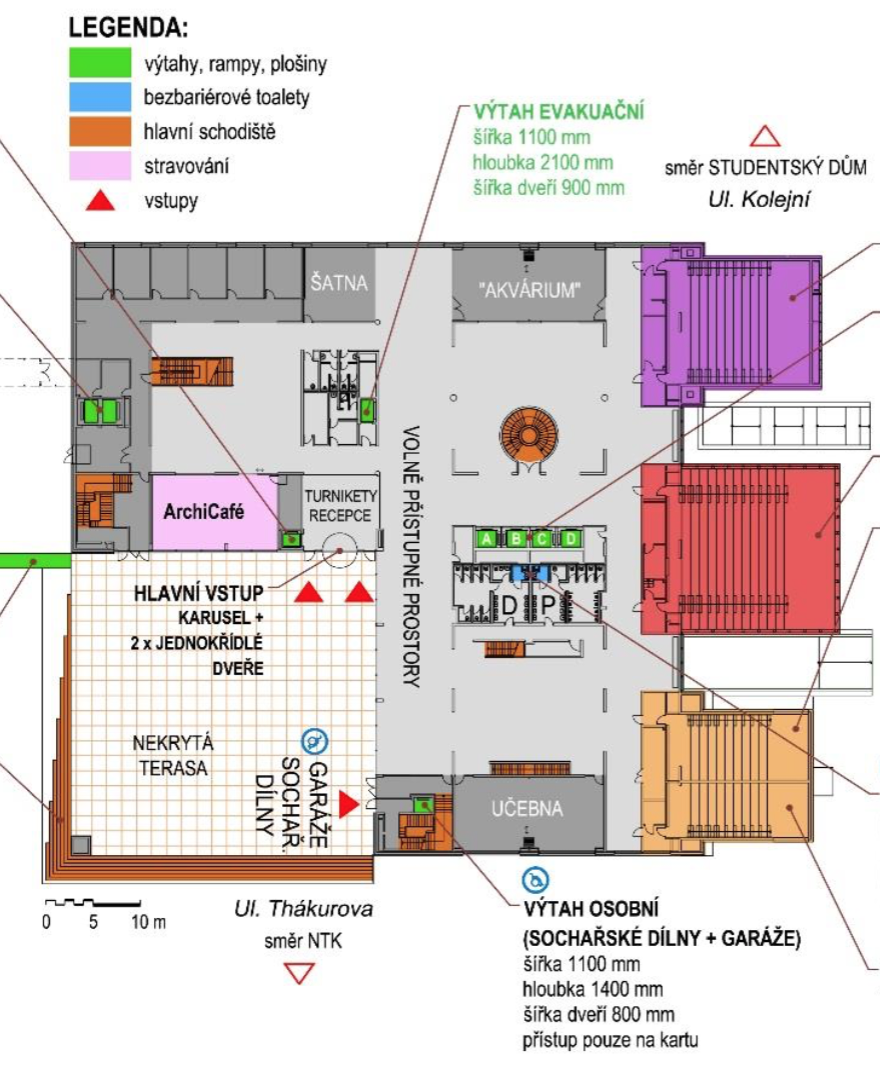 LEGENDA:
výtahy, rampy, plošiny
bezbariérové toalety
hlavní schodiště
stravování
vstupy
VÝTAH EVAKUAČNÍ
šířka 1100 mm
hloubka 2100 mm
šířka dveří 900 mm
směr STUDENTSKÝ DŮM
Ul. Kolejní
ŠATNA
"AKVÁRIUM"
VOLNĚ PŘÍSTUPNÉ PROSTORY
ArchiCafé
TURNIKETY
RECEPCE
A B C D
D P
HLAVNÍ VSTUP
KARUSEL +
2 x JEDNOKŘÍDLÉ
DVEŘE
NEKRYTÁ
TERASA
GARÁŽE
SOCHAŘ.
DÍLNY
UČEBNA
0 5 10 m
Ul. Thákurova
směr NTK
VÝTAH OSOBNÍ
(SOCHAŘSKÉ DÍLNY + GARÁŽE)
šířka 1100 mm
hloubka 1400 mm
šířka dveří 800 mm
přístup pouze na kartu